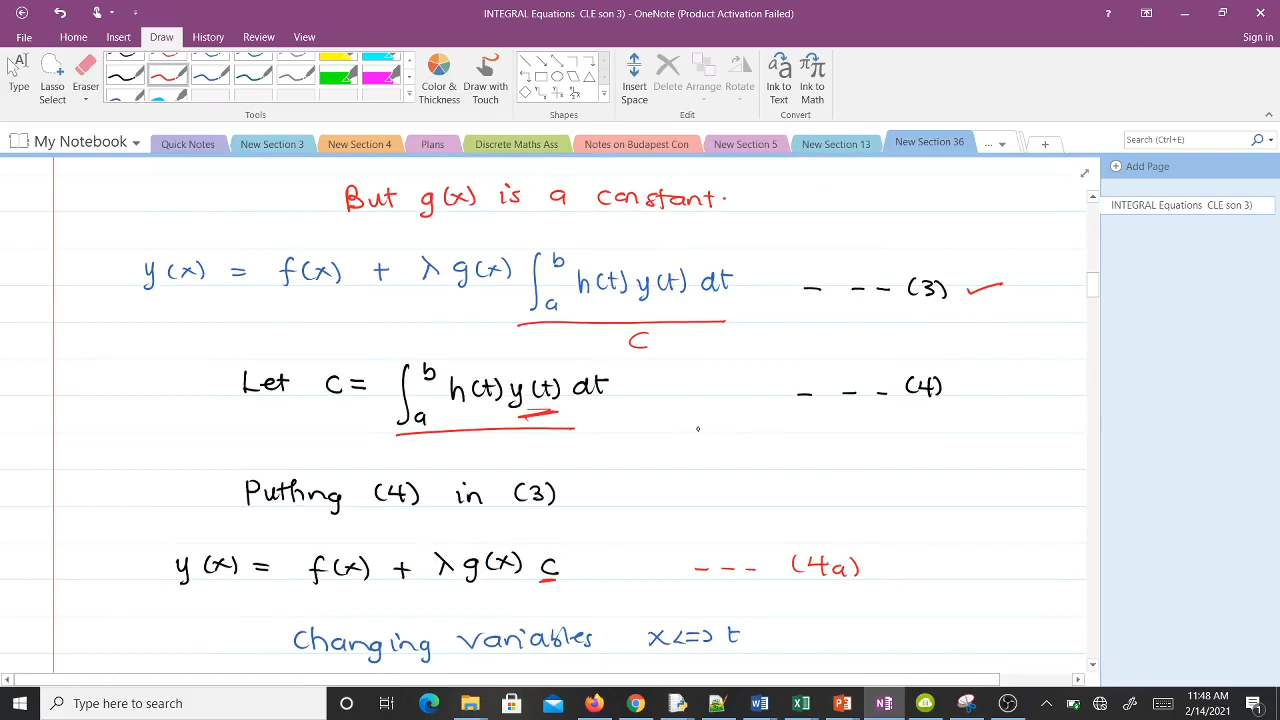 INTEGRAL Equations CLE son 3) - OneNote (Product Activation Failed)
File Home Insert Draw History Review View Sign in
Type Lasso Select Eraser Color & Thickness Draw with Touch Insert Space Delete Arrange Rotate Ink to Text Ink to Math
Tools Shapes Edit Convert
My Notebook Quick Notes New Section 3 New Section 4 Plans Discrete Maths Ass Notes on Budapest Con New Section 5 New Section 13 New Section 36 ... Search (Ctrl+E)
Add Page
INTEGRAL Equations CLE son 3)
But g(x) is a constant.
y(x) = f(x) + λ g(x) ∫_a^b h(t) y(t) dt - - - (3)
C
Let c = ∫_a^b h(t) y(t) dt - - - (4)
Putting (4) in (3)
y(x) = f(x) + λ g(x) c - - - (4a)
Changing variables x<=>t
Type here to search
11:48 AM
2/14/2021